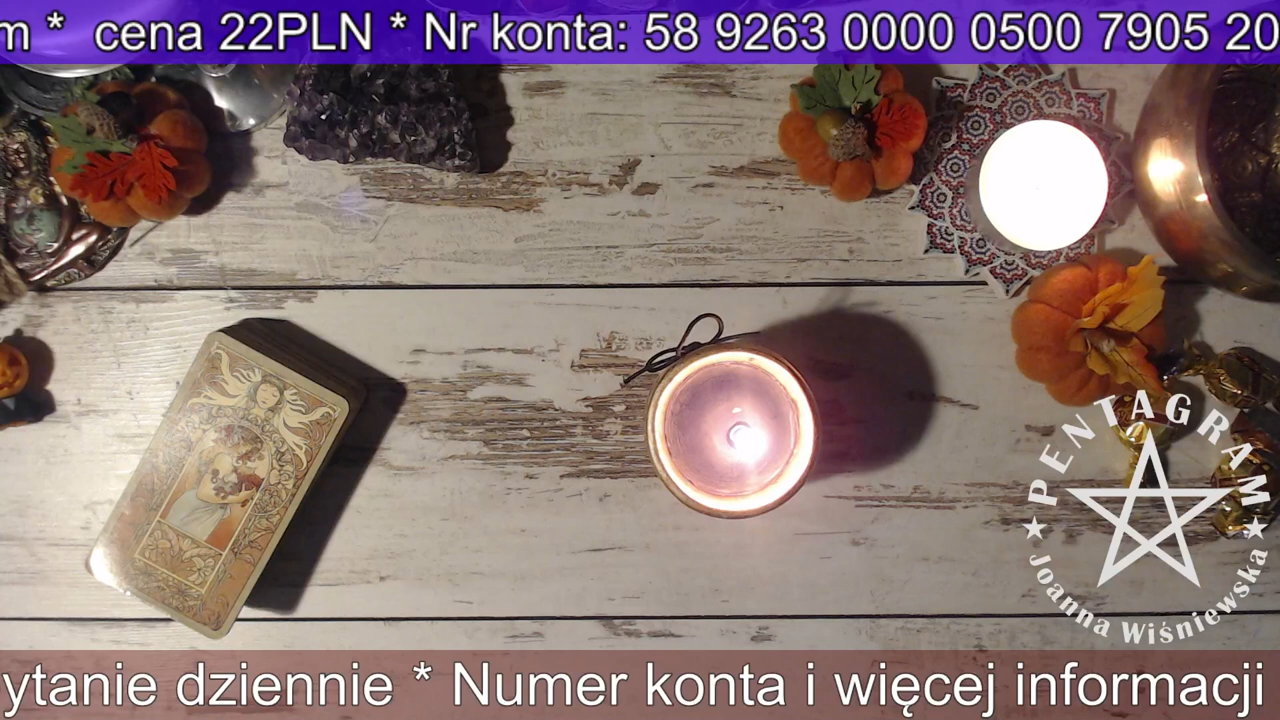 m * cena 22PLN * Nr konta: 58 9263 0000 0500 7905 20
PENTAGRAM
Joanna Wiśniewska
ytanie dziennie * Numer konta i więcej informacji